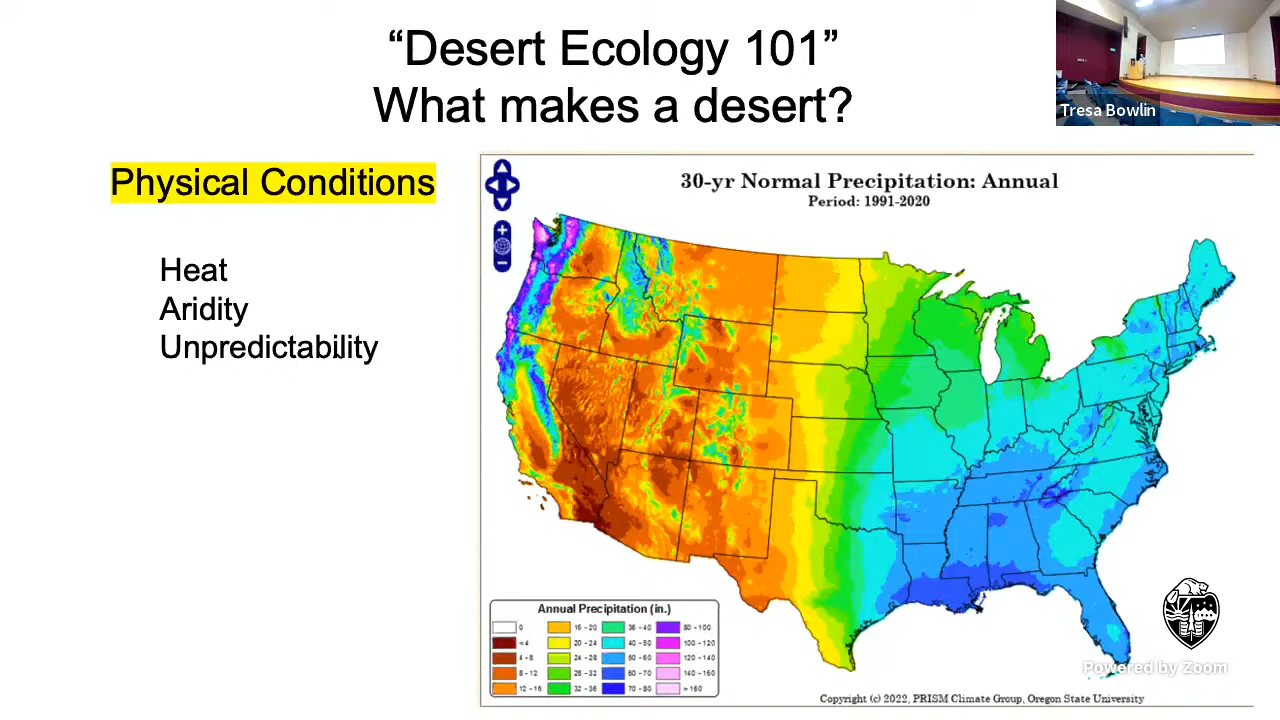 “Desert Ecology 101”
What makes a desert?
Tresa Bowlin
Physical Conditions
Heat
Aridity
Unpredictability
30-yr Normal Precipitation: Annual
Period: 1991-2020
Annual Precipitation (in.)
0
< 4
4 - 8
8 - 12
12 - 16
16 - 20
20 - 24
24 - 28
28 - 32
32 - 36
36 - 40
40 - 50
50 - 60
60 - 70
70 - 80
80 - 100
100 - 120
120 - 140
140 - 160
> 160
Copyright (c) 2022, PRISM Climate Group, Oregon State University
Powered by Zoom